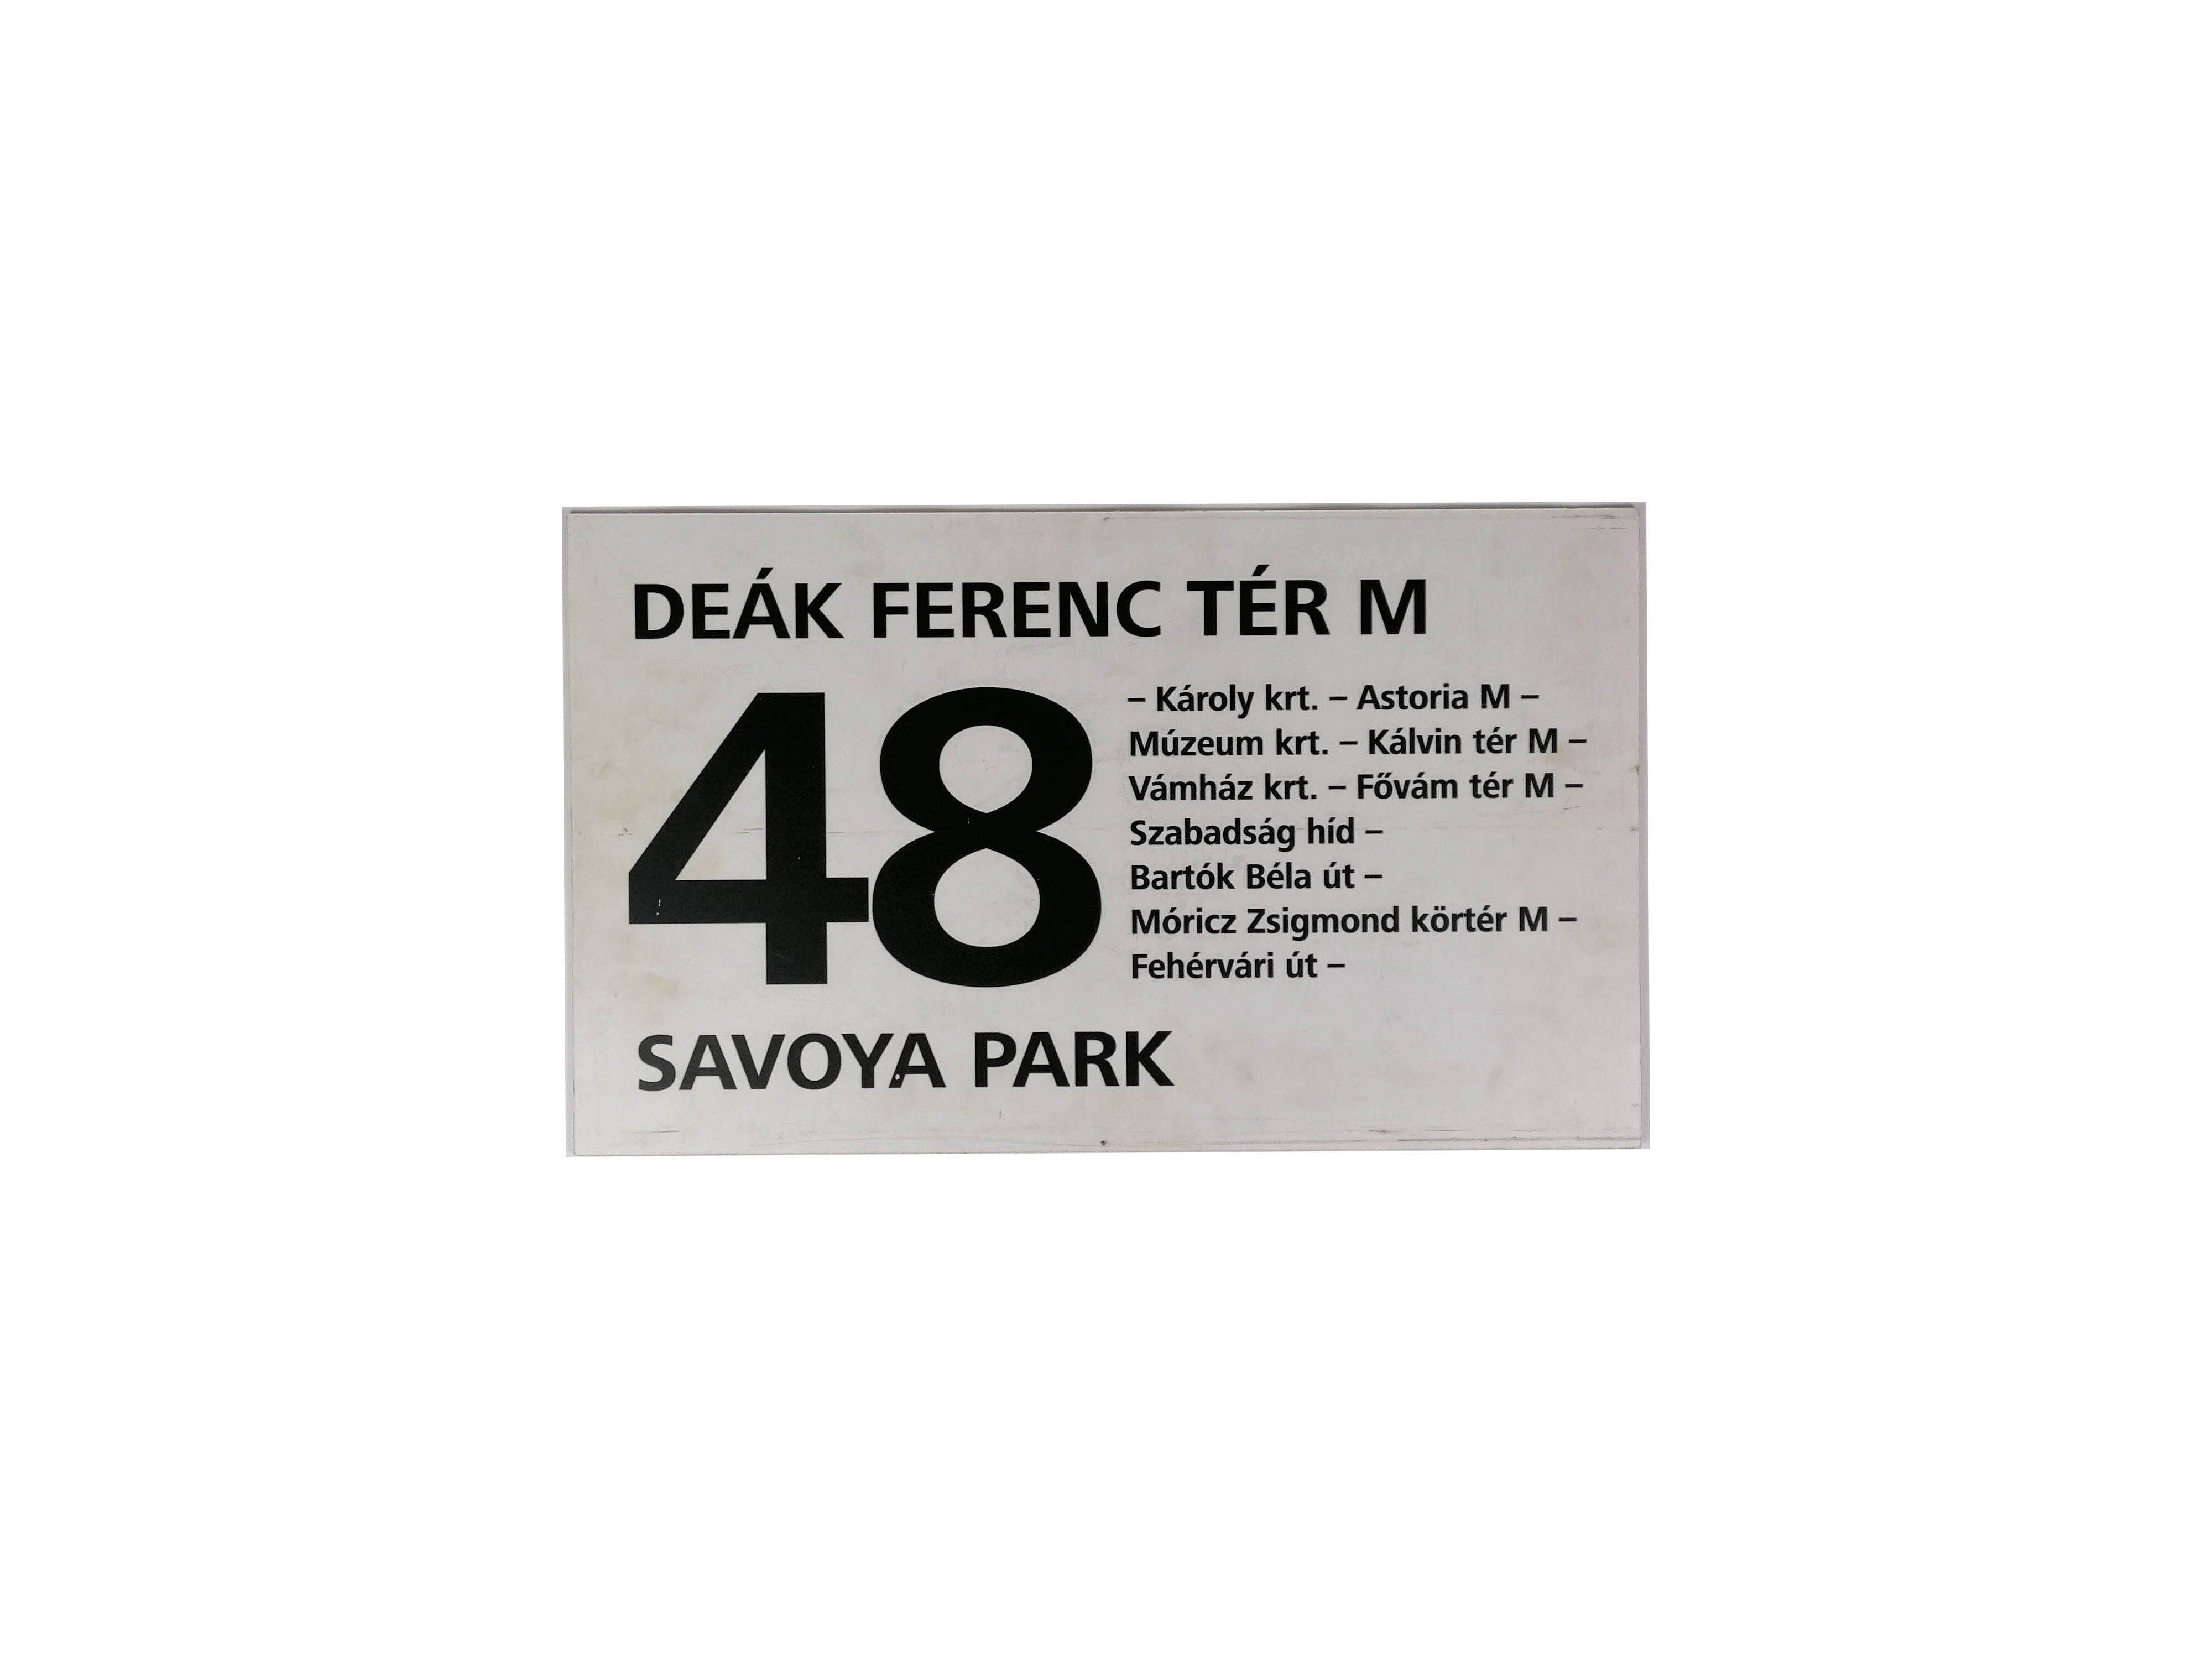 DEÁK FERENC TÉR M
48
– Károly krt. – Astoria M –
Múzeum krt. – Kálvin tér M –
Vámház krt. – Fővám tér M –
Szabadság híd –
Bartók Béla út –
Móricz Zsigmond körtér M –
Fehérvári út –
SAVOYA PARK